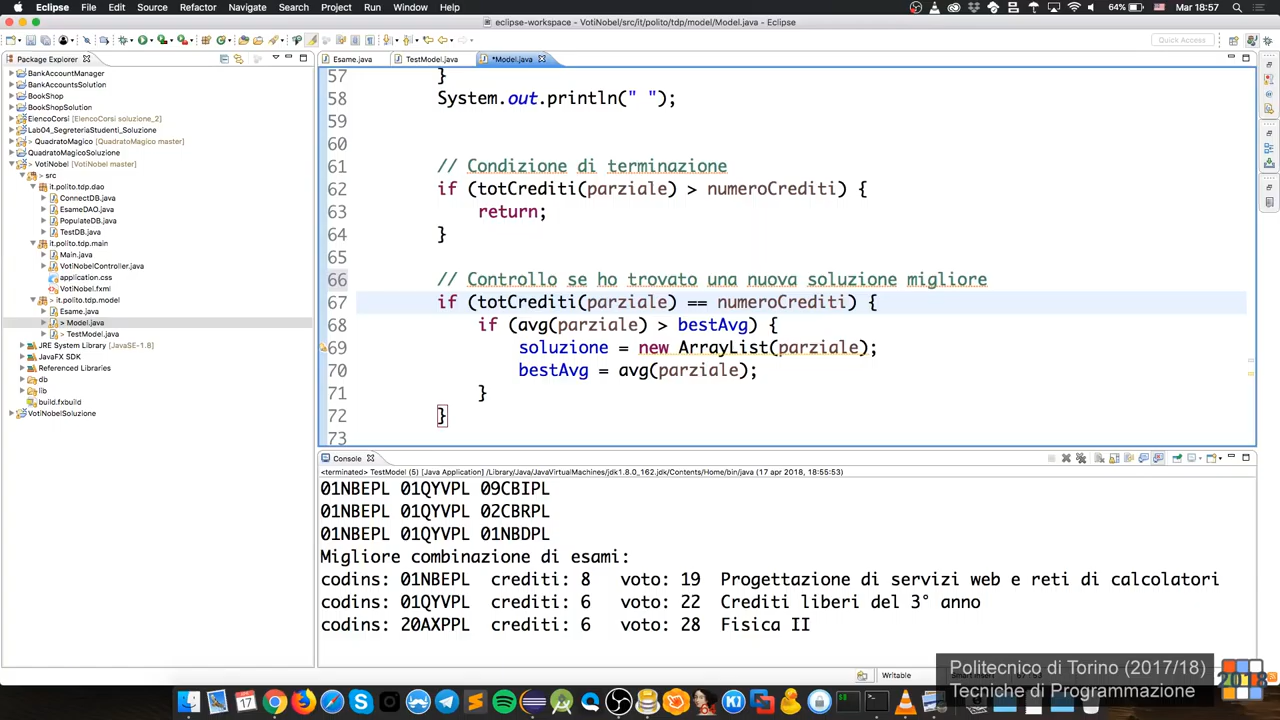 Eclipse File Edit Source Refactor Navigate Search Project Run Window Help 64% Mar 18:57
eclipse-workspace - VotiNobel/src/it/polito/tdp/model/Model.java - Eclipse
Quick Access
Package Explorer
BankAccountManager
BankAccountsSolution
BookShop
BookShopSolution
ElencoCorsi [ElencoCorsi soluzione_2]
Lab04_SegreteriaStudenti_Soluzione
> QuadratoMagico [QuadratoMagico master]
QuadratoMagicoSoluzione
> VotiNobel [VotiNobel master]
> src
it.polito.tdp.dao
ConnectDB.java
EsameDAO.java
PopulateDB.java
TestDB.java
it.polito.tdp.main
Main.java
VotiNobelController.java
application.css
VotiNobel.fxml
> it.polito.tdp.model
Esame.java
> Model.java
> TestModel.java
JRE System Library [JavaSE-1.8]
JavaFX SDK
Referenced Libraries
db
lib
build.fxbuild
VotiNobelSoluzione
Esame.java TestModel.java *Model.java
57 }
58 System.out.println(" ");
59
60
61 // Condizione di terminazione
62 if (totCrediti(parziale) > numeroCrediti) {
63 return;
64 }
65
66 // Controllo se ho trovato una nuova soluzione migliore
67 if (totCrediti(parziale) == numeroCrediti) {
68 if (avg(parziale) > bestAvg) {
69 soluzione = new ArrayList(parziale);
70 bestAvg = avg(parziale);
71 }
72 }
73
Console
<terminated> TestModel (5) [Java Application] /Library/Java/JavaVirtualMachines/jdk1.8.0_162.jdk/Contents/Home/bin/java (17 apr 2018, 18:55:53)
01NBEPL 01QYVPL 09CBIPL
01NBEPL 01QYVPL 02CBRPL
01NBEPL 01QYVPL 01NBDPL
Migliore combinazione di esami:
codins: 01NBEPL crediti: 8 voto: 19 Progettazione di servizi web e reti di calcolatori
codins: 01QYVPL crediti: 6 voto: 22 Crediti liberi del 3° anno
codins: 20AXPPL crediti: 6 voto: 28 Fisica II
Writable
Politecnico di Torino (2017/18)
Tecniche di Programmazione
2018